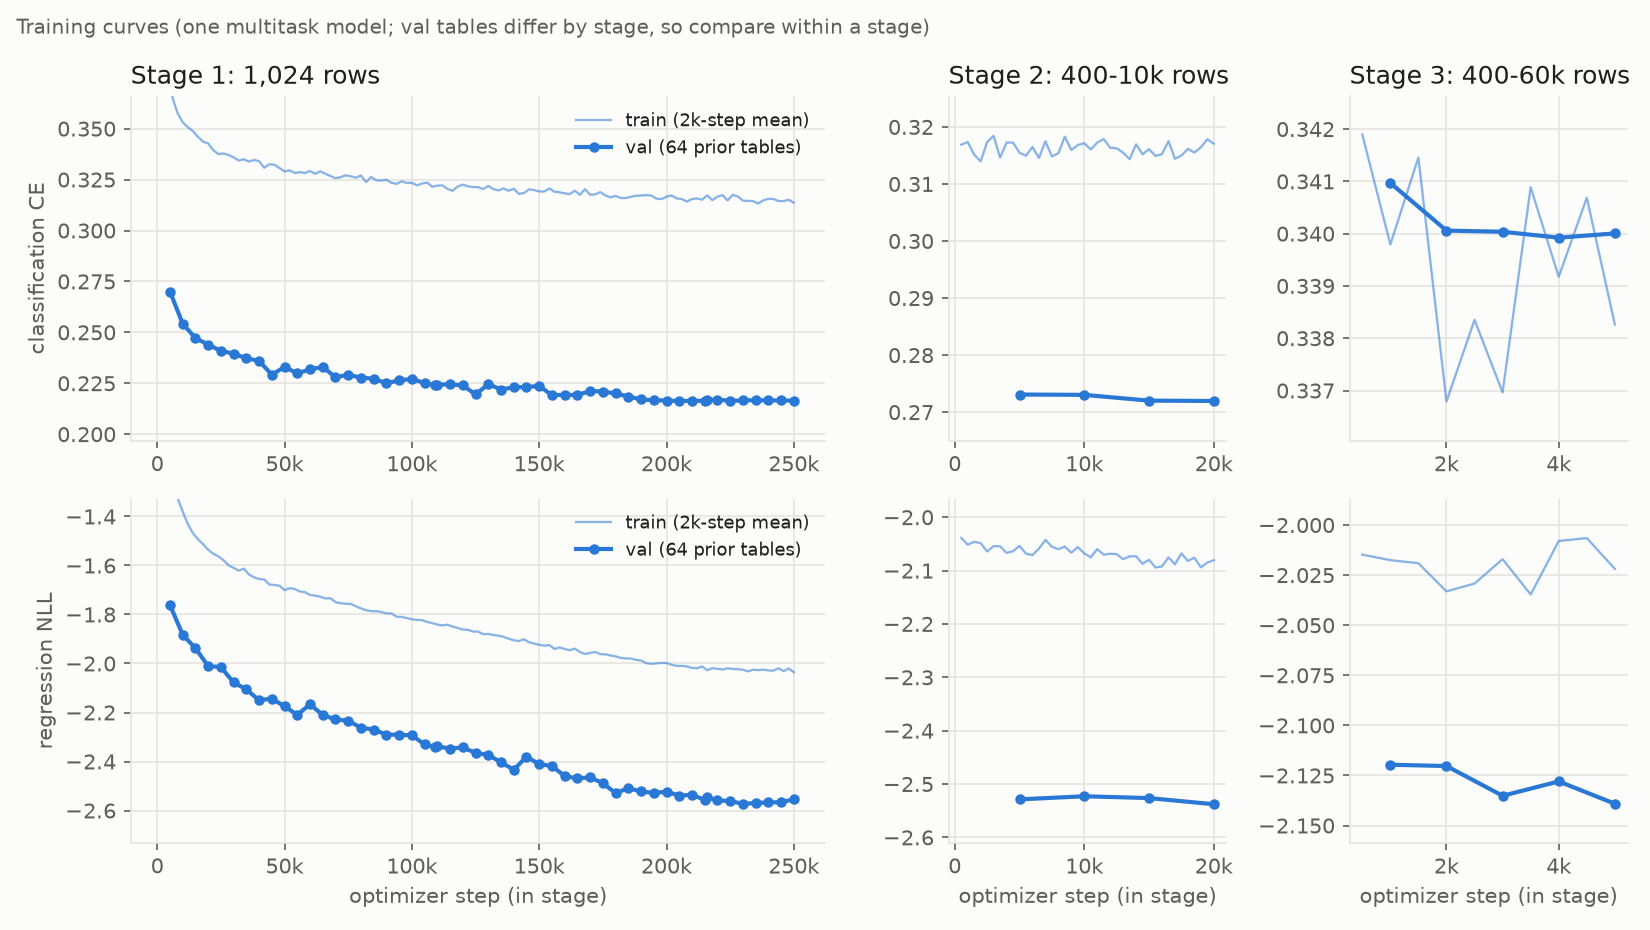 Training curves (one multitask model; val tables differ by stage, so compare within a stage)
Stage 1: 1,024 rows
classification CE
0.350
0.325
0.300
0.275
0.250
0.225
0.200
train (2k-step mean)
val (64 prior tables)
0
50k
100k
150k
200k
250k
Stage 2: 400-10k rows
0.32
0.31
0.30
0.29
0.28
0.27
0
10k
20k
Stage 3: 400-60k rows
0.342
0.341
0.340
0.339
0.338
0.337
2k
4k
regression NLL
−1.4
−1.6
−1.8
−2.0
−2.2
−2.4
−2.6
train (2k-step mean)
val (64 prior tables)
0
50k
100k
150k
200k
250k
optimizer step (in stage)
−2.0
−2.1
−2.2
−2.3
−2.4
−2.5
−2.6
0
10k
20k
optimizer step (in stage)
−2.000
−2.025
−2.050
−2.075
−2.100
−2.125
−2.150
2k
4k
optimizer step (in stage)